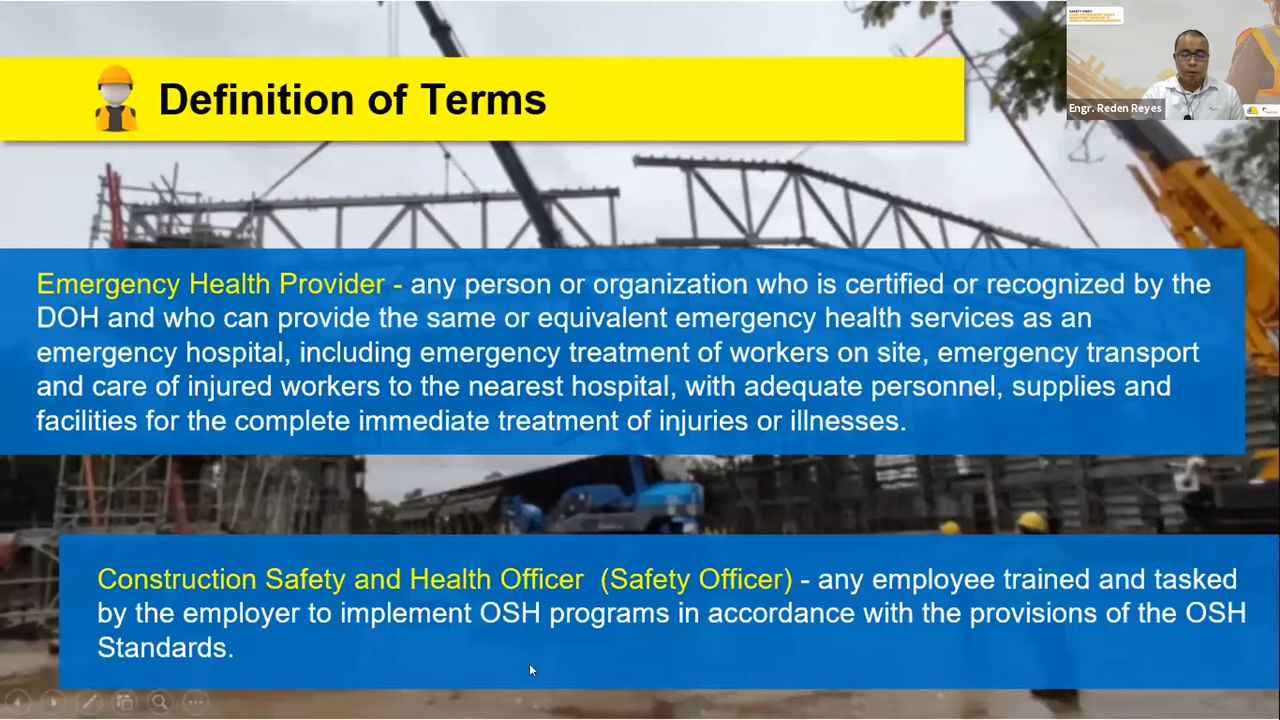 Definition of Terms
SAFETY FIRST:
Engr. Reden Reyes
Emergency Health Provider - any person or organization who is certified or recognized by the
DOH and who can provide the same or equivalent emergency health services as an
emergency hospital, including emergency treatment of workers on site, emergency transport
and care of injured workers to the nearest hospital, with adequate personnel, supplies and
facilities for the complete immediate treatment of injuries or illnesses.
Construction Safety and Health Officer (Safety Officer) - any employee trained and tasked
by the employer to implement OSH programs in accordance with the provisions of the OSH
Standards.